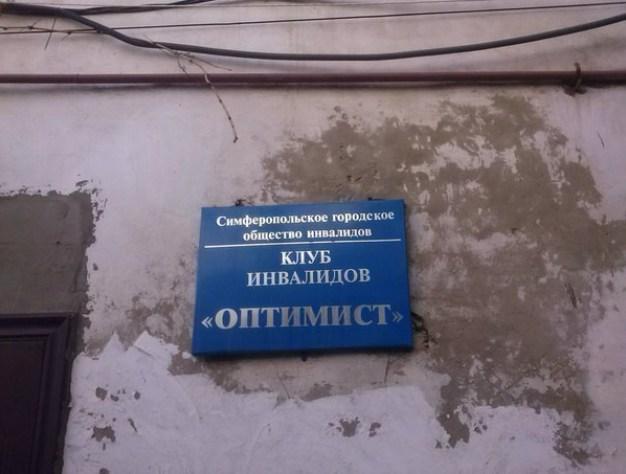 Симферопольское городское
общество инвалидов
КЛУБ
ИНВАЛИДОВ
«ОПТИМИСТ»